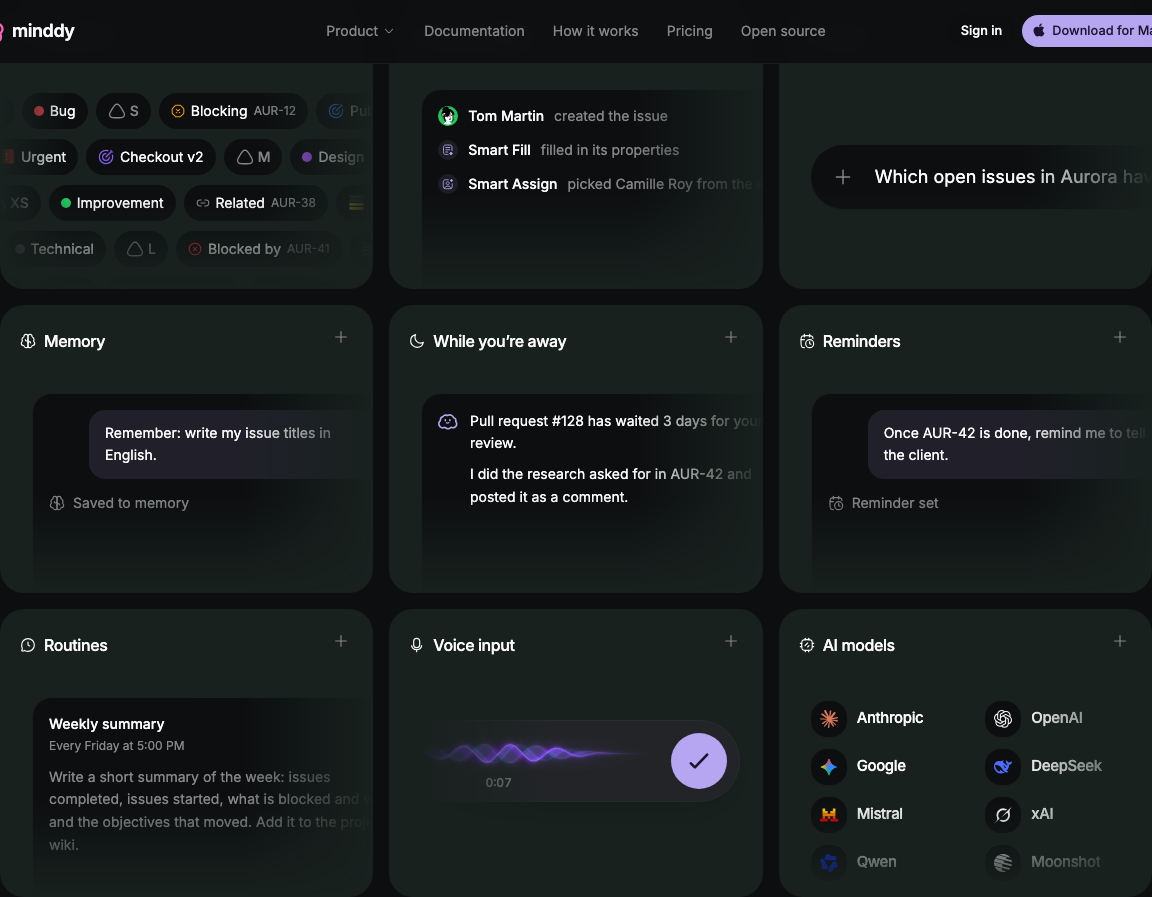 minddy
Product
Documentation
How it works
Pricing
Open source
Sign in
Download for Ma
Bug
S
Blocking AUR-12
Urgent
Checkout v2
M
Design
XS
Improvement
Related AUR-38
Technical
L
Blocked by AUR-41
Tom Martin created the issue
Smart Fill filled in its properties
Smart Assign picked Camille Roy from the
Which open issues in Aurora hav
Memory
Remember: write my issue titles in
English.
Saved to memory
While you're away
Pull request #128 has waited 3 days for your
review.
I did the research asked for in AUR-42 and
posted it as a comment.
Reminders
Once AUR-42 is done, remind me to tell
the client.
Reminder set
Routines
Weekly summary
Every Friday at 5:00 PM
Write a short summary of the week: issues
completed, issues started, what is blocked and
and the objectives that moved. Add it to the
wiki.
Voice input
0:07
AI models
Anthropic
OpenAI
Google
DeepSeek
Mistral
xAI
Qwen
Moonshot